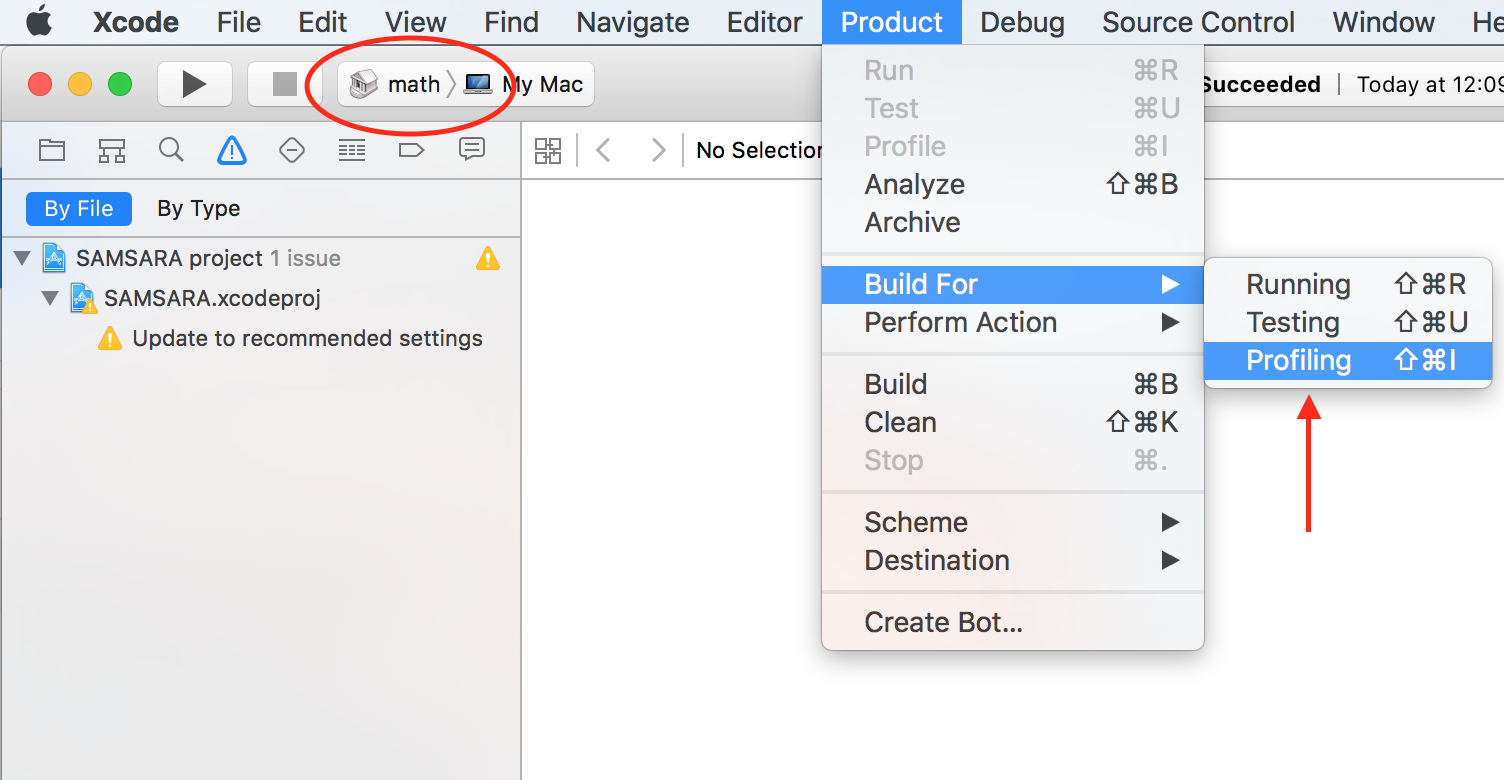 Xcode File Edit View Find Navigate Editor Product Debug Source Control Window
math My Mac
Succeeded | Today at 12:09
No Selection
By File By Type
SAMSARA project 1 issue
SAMSARA.xcodeproj
Update to recommended settings
Run ⌘R
Test ⌘U
Profile ⌘I
Analyze ⇧⌘B
Archive
Build For ▶
Perform Action ▶
Build ⌘B
Clean ⇧⌘K
Stop ⌘.
Scheme ▶
Destination ▶
Create Bot...
Running ⇧⌘R
Testing ⇧⌘U
Profiling ⇧⌘I